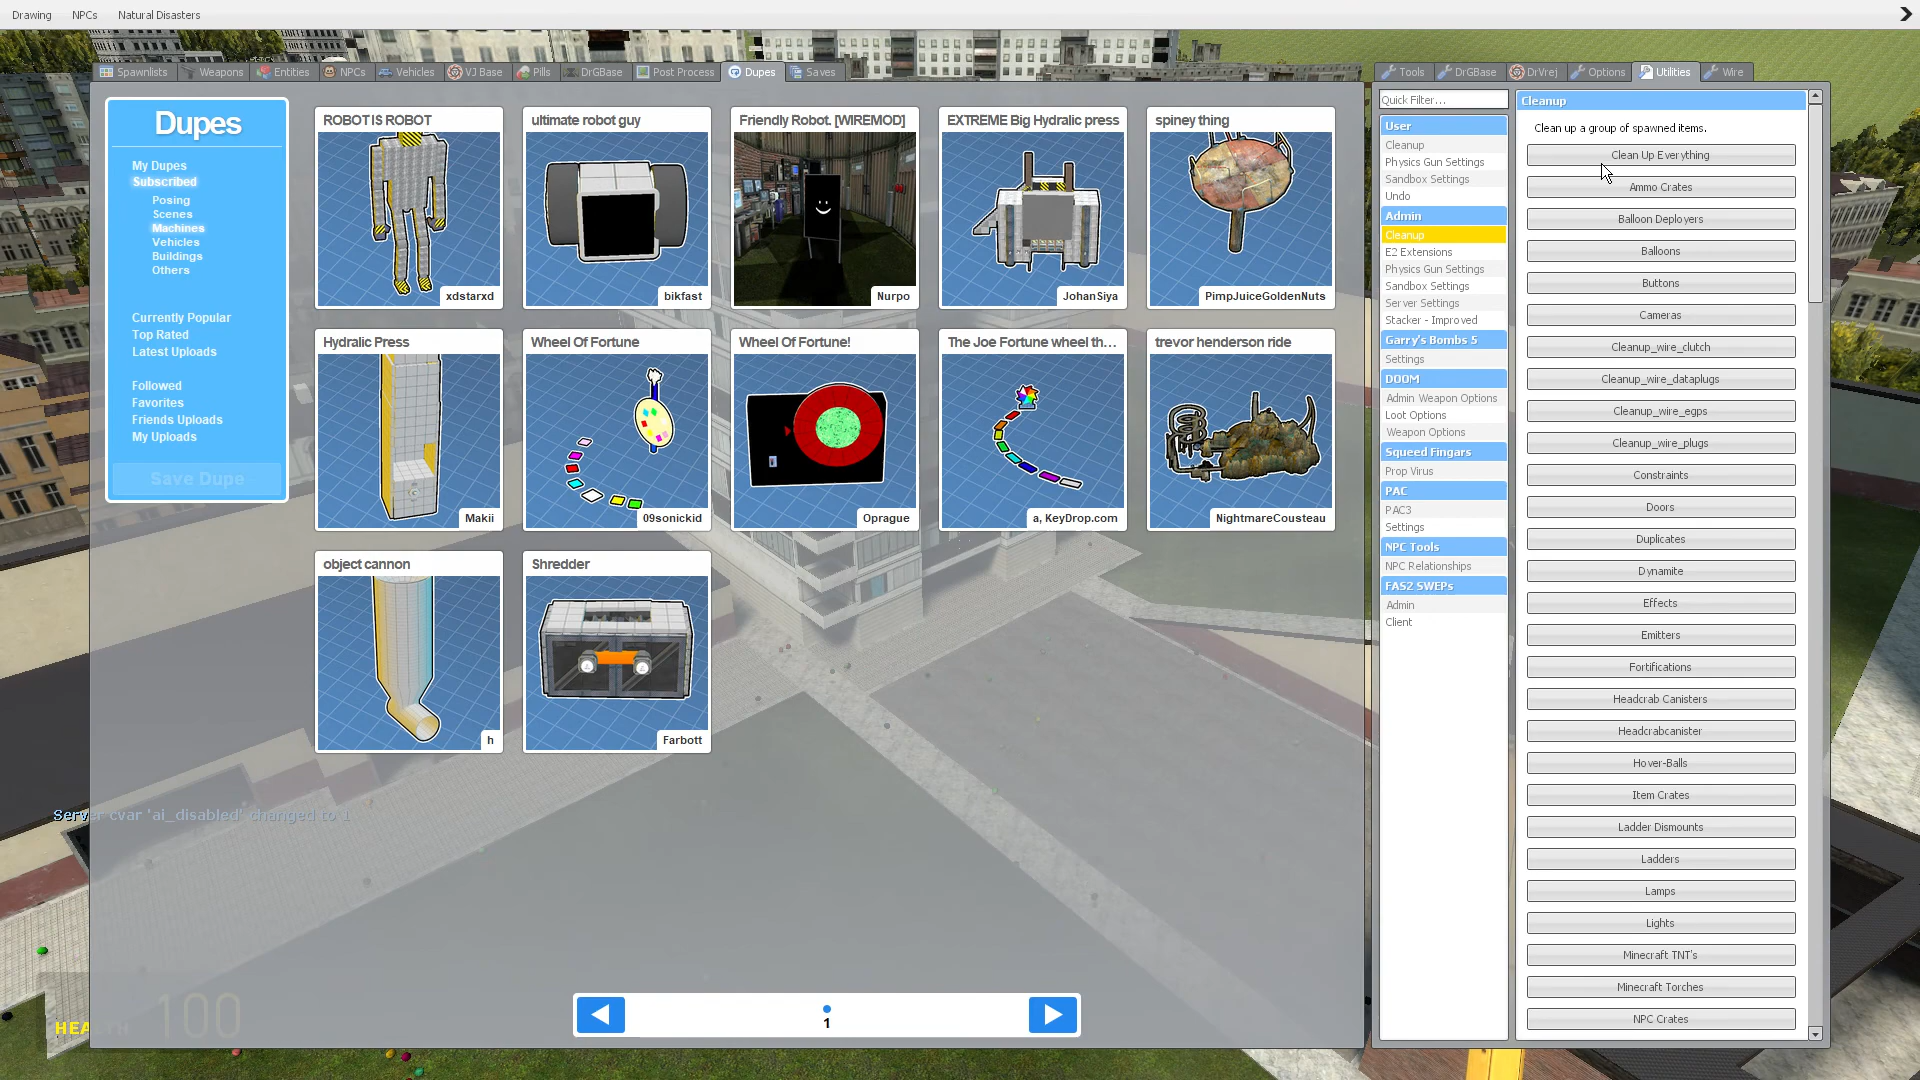 Drawing NPCs Natural Disasters
Spawnlists Weapons Entities NPCs Vehicles VJ Base Pills DrGBase Post Process Dupes Saves
Tools DrGBase DrVrej Options Utilities Wire
Dupes
My Dupes
Subscribed
Posing
Scenes
Machines
Vehicles
Buildings
Others
Currently Popular
Top Rated
Latest Uploads
Followed
Favorites
Friends Uploads
My Uploads
Save Dupe
ROBOT IS ROBOT
xdstarxd
ultimate robot guy
bikfast
Friendly Robot. [WIREMOD]
Nurpo
EXTREME Big Hydralic press
JohanSiya
spiney thing
PimpJuiceGoldenNuts
Hydralic Press
Makii
Wheel Of Fortune
09sonickid
Wheel Of Fortune!
Oprague
The Joe Fortune wheel th...
a, KeyDrop.com
trevor henderson ride
NightmareCousteau
object cannon
h
Shredder
Farbott
Server cvar 'ai_disabled' changed to 1
HEALTH 100
1
Quick Filter...
User
Cleanup
Physics Gun Settings
Sandbox Settings
Undo
Admin
Cleanup
E2 Extensions
Physics Gun Settings
Sandbox Settings
Server Settings
Stacker - Improved
Garry's Bombs 5
Settings
DOOM
Admin Weapon Options
Loot Options
Weapon Options
Squeed Fingars
Prop Virus
PAC
PAC3
Settings
NPC Tools
NPC Relationships
FAS2 SWEPs
Admin
Client
Cleanup
Clean up a group of spawned items.
Clean Up Everything
Ammo Crates
Balloon Deployers
Balloons
Buttons
Cameras
Cleanup_wire_clutch
Cleanup_wire_dataplugs
Cleanup_wire_egps
Cleanup_wire_plugs
Constraints
Doors
Duplicates
Dynamite
Effects
Emitters
Fortifications
Headcrab Canisters
Headcrabcanister
Hover-Balls
Item Crates
Ladder Dismounts
Ladders
Lamps
Lights
Minecraft TNT's
Minecraft Torches
NPC Crates